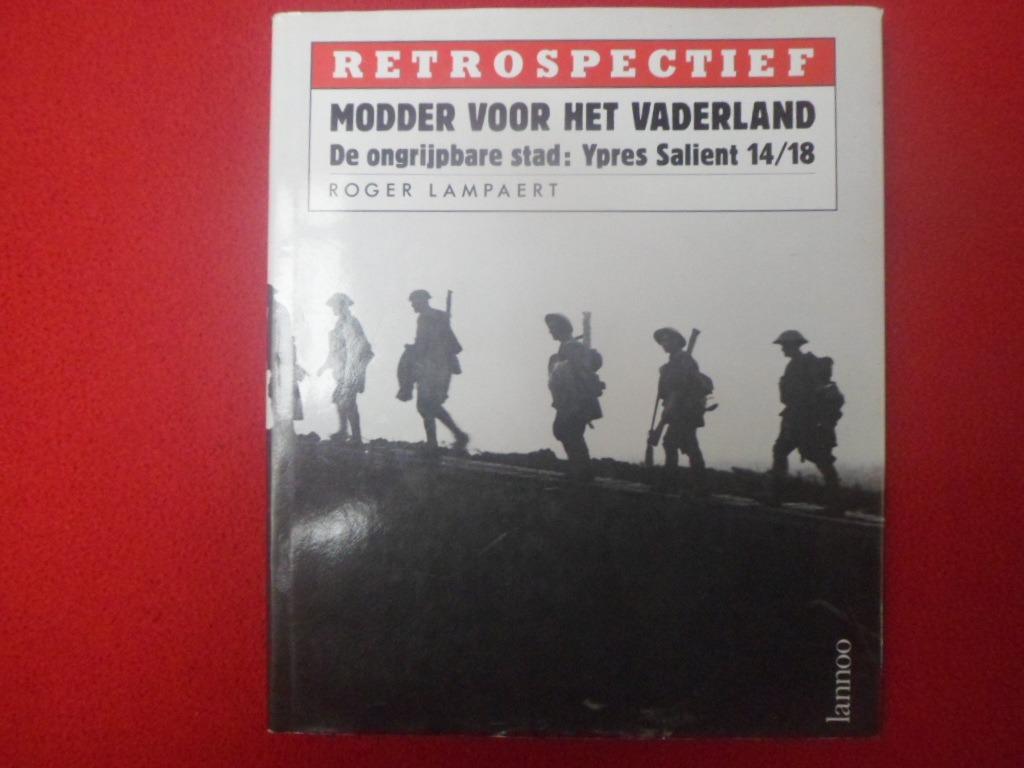 RETROSPECTIEF
MODDER VOOR HET VADERLAND
De ongrijpbare stad: Ypres Salient 14/18
ROGER LAMPAERT
lannoo